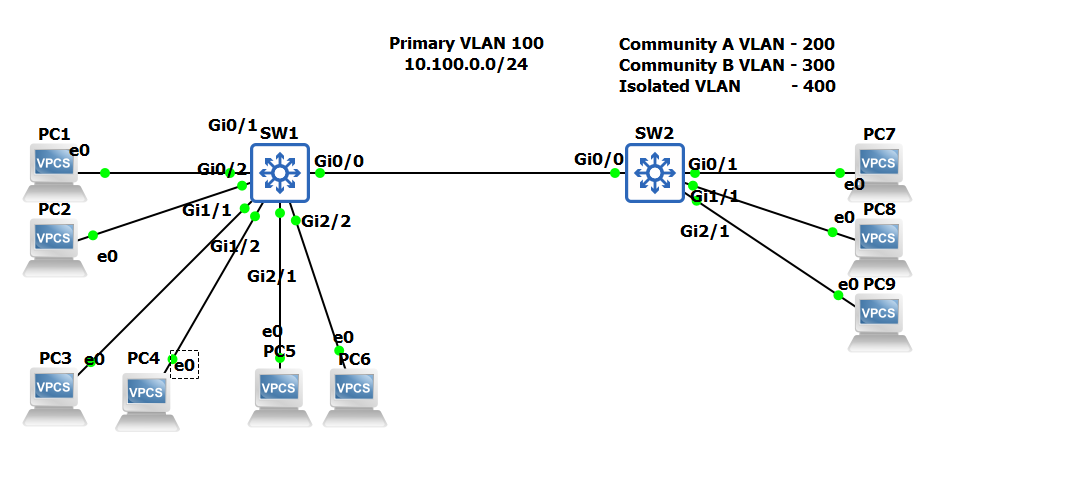 Primary VLAN 100
10.100.0.0/24
Community A VLAN - 200
Community B VLAN - 300
Isolated VLAN - 400
PC1
VPCS
e0
Gi0/1
SW1
Gi0/2
Gi0/0
Gi0/0
SW2
Gi0/1
PC7
VPCS
e0
PC2
VPCS
e0
Gi1/1
Gi1/2
Gi2/1
Gi2/2
Gi1/1
Gi2/1
e0
PC8
VPCS
e0
PC9
VPCS
PC3
VPCS
e0
PC4
VPCS
e0
e0
PC5
VPCS
e0
PC6
VPCS